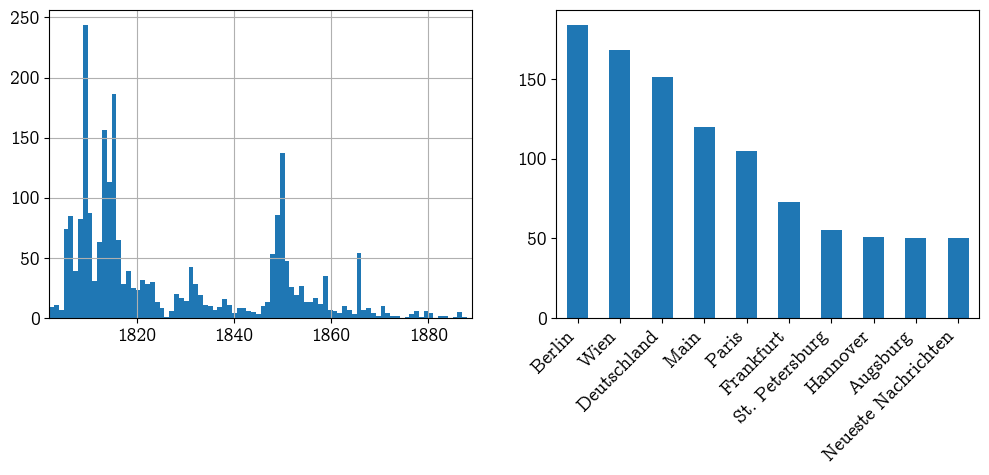 250
200
150
100
50
0
1820 1840 1860 1880
150
100
50
0
Berlin
Wien
Deutschland
Main
Paris
Frankfurt
St. Petersburg
Hannover
Augsburg
Neueste Nachrichten